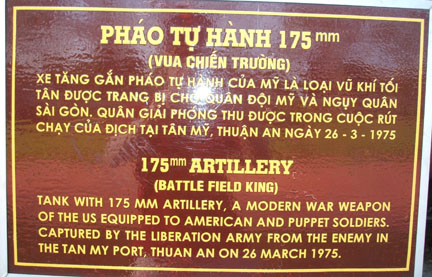 PHÁO TỰ HÀNH 175 mm
(VUA CHIẾN TRƯỜNG)
XE TĂNG GẮN PHÁO TỰ HÀNH CỦA MỸ LÀ LOẠI VŨ KHÍ TỐI
TÂN ĐƯỢC TRANG BỊ CHO QUÂN ĐỘI MỸ VÀ NGỤY QUÂN
SÀI GÒN. QUÂN GIẢI PHÓNG THU ĐƯỢC TRONG CUỘC RÚT
CHẠY CỦA ĐỊCH TẠI TÂN MỸ, THUẬN AN NGÀY 26 - 3 - 1975
175mm ARTILLERY
(BATTLE FIELD KING)
TANK WITH 175 MM ARTILLERY, A MODERN WAR WEAPON
OF THE US EQUIPPED TO AMERICAN AND PUPPET SOLDIERS.
CAPTURED BY THE LIBERATION ARMY FROM THE ENEMY IN
THE TAN MY PORT, THUAN AN ON 26 MARCH 1975.